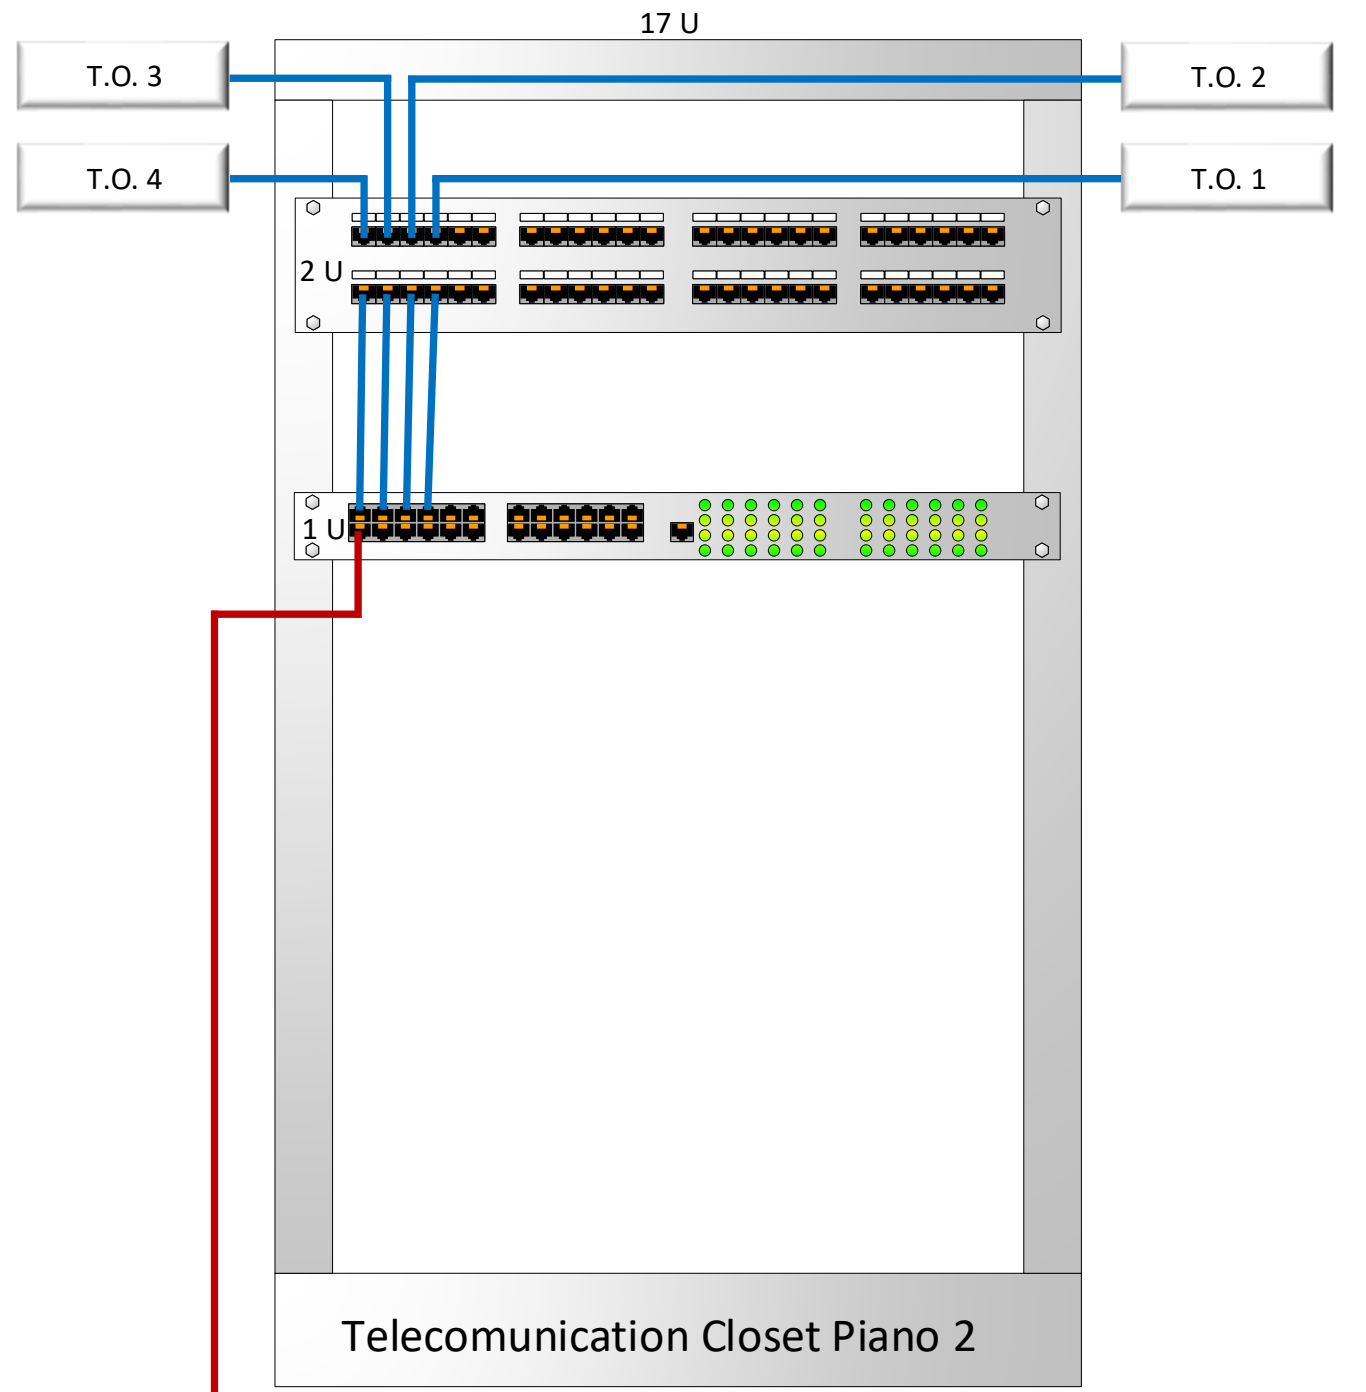 17 U
T.O. 3
T.O. 2
T.O. 4
T.O. 1
2 U
1 U
Telecomunication Closet Piano 2